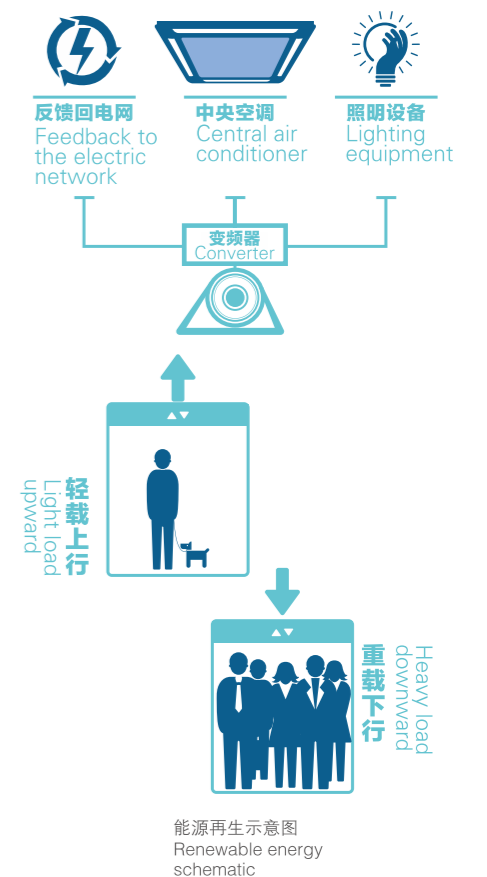 反馈回电网
Feedback to
the electric
network
中央空调
Central air
conditioner
照明设备
Lighting
equipment
变频器
Converter
轻载上行
Light load
upward
重载下行
Heavy load
downward
能源再生示意图
Renewable energy
schematic